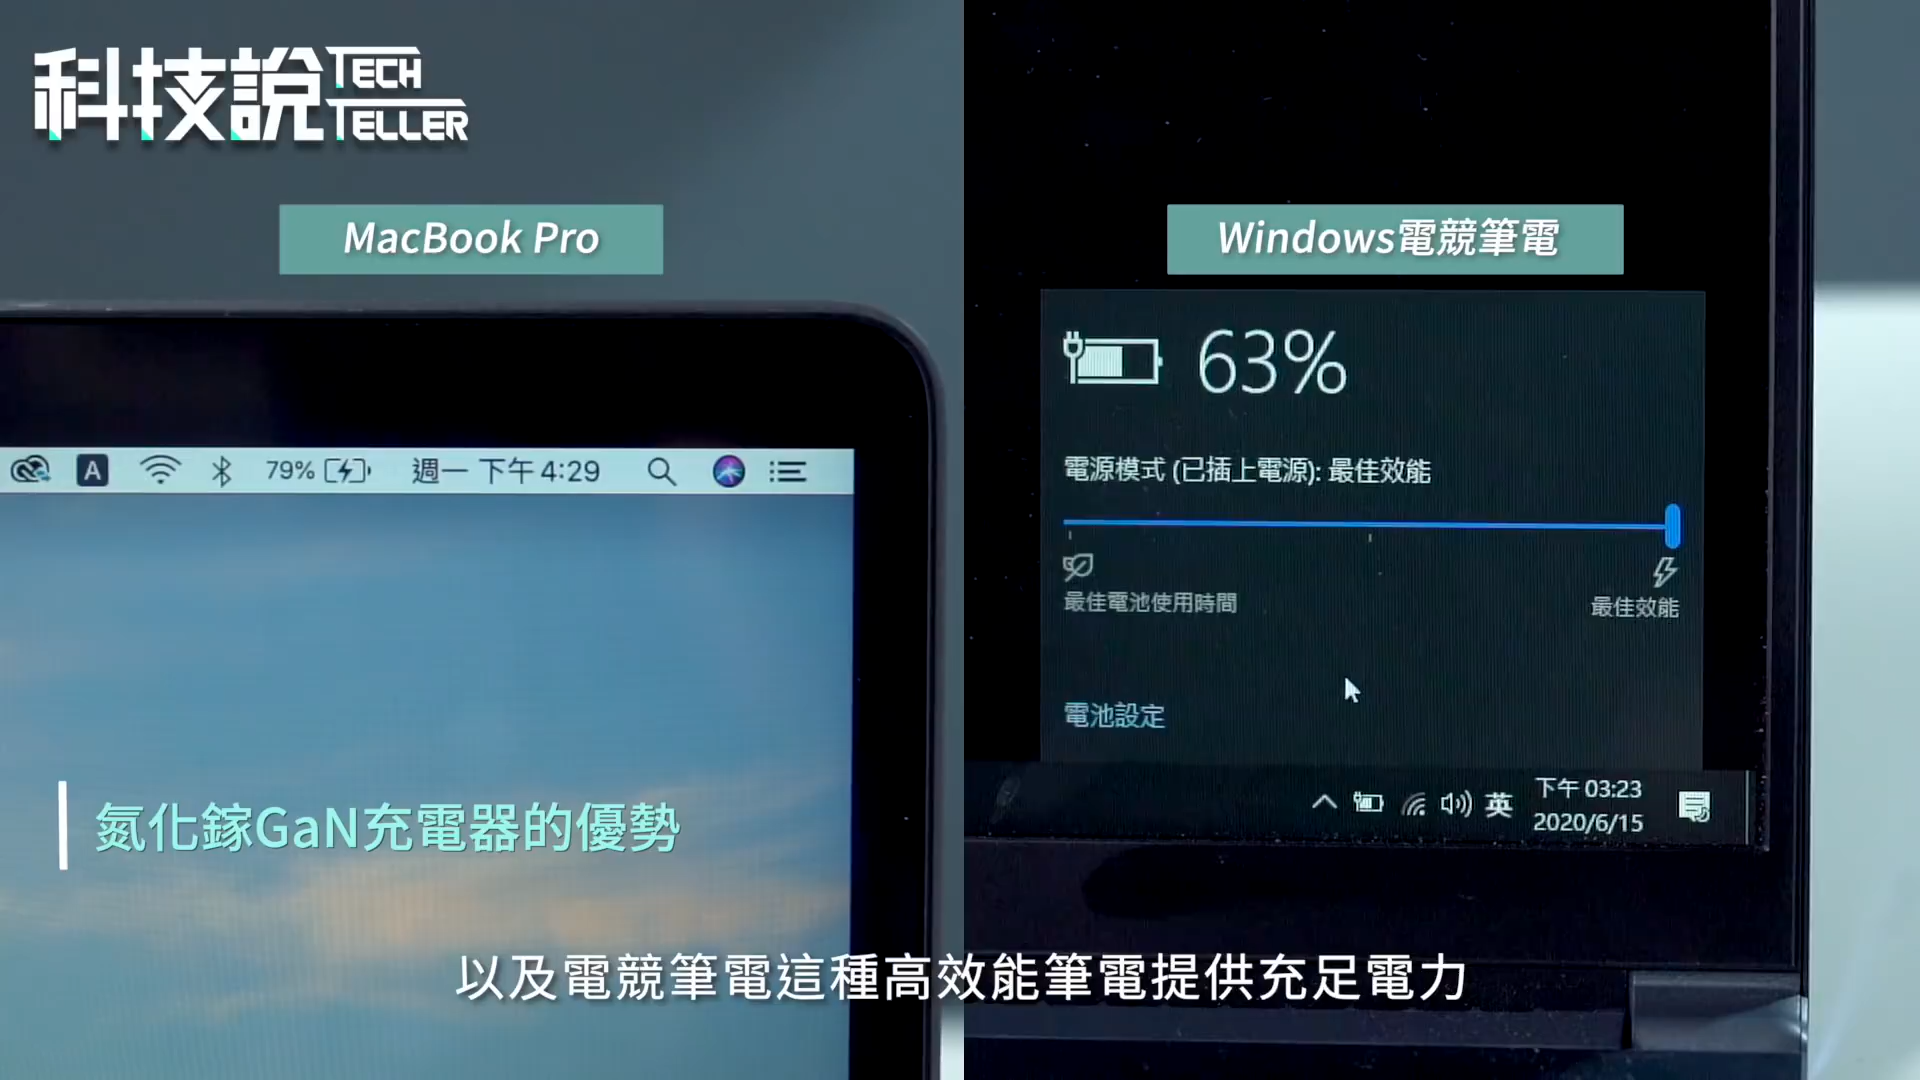 科技說 TECH TELLER
MacBook Pro
Windows電競筆電
63%
電源模式 (已插上電源): 最佳效能
最佳電池使用時間
最佳效能
電池設定
A
79%
週一 下午 4:29
英
下午 03:23
2020/6/15
氮化鎵GaN充電器的優勢
以及電競筆電這種高效能筆電提供充足電力